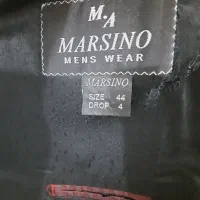 M.A
MARSINO
MENS WEAR
MARSINO
SIZE 44
DROP 4